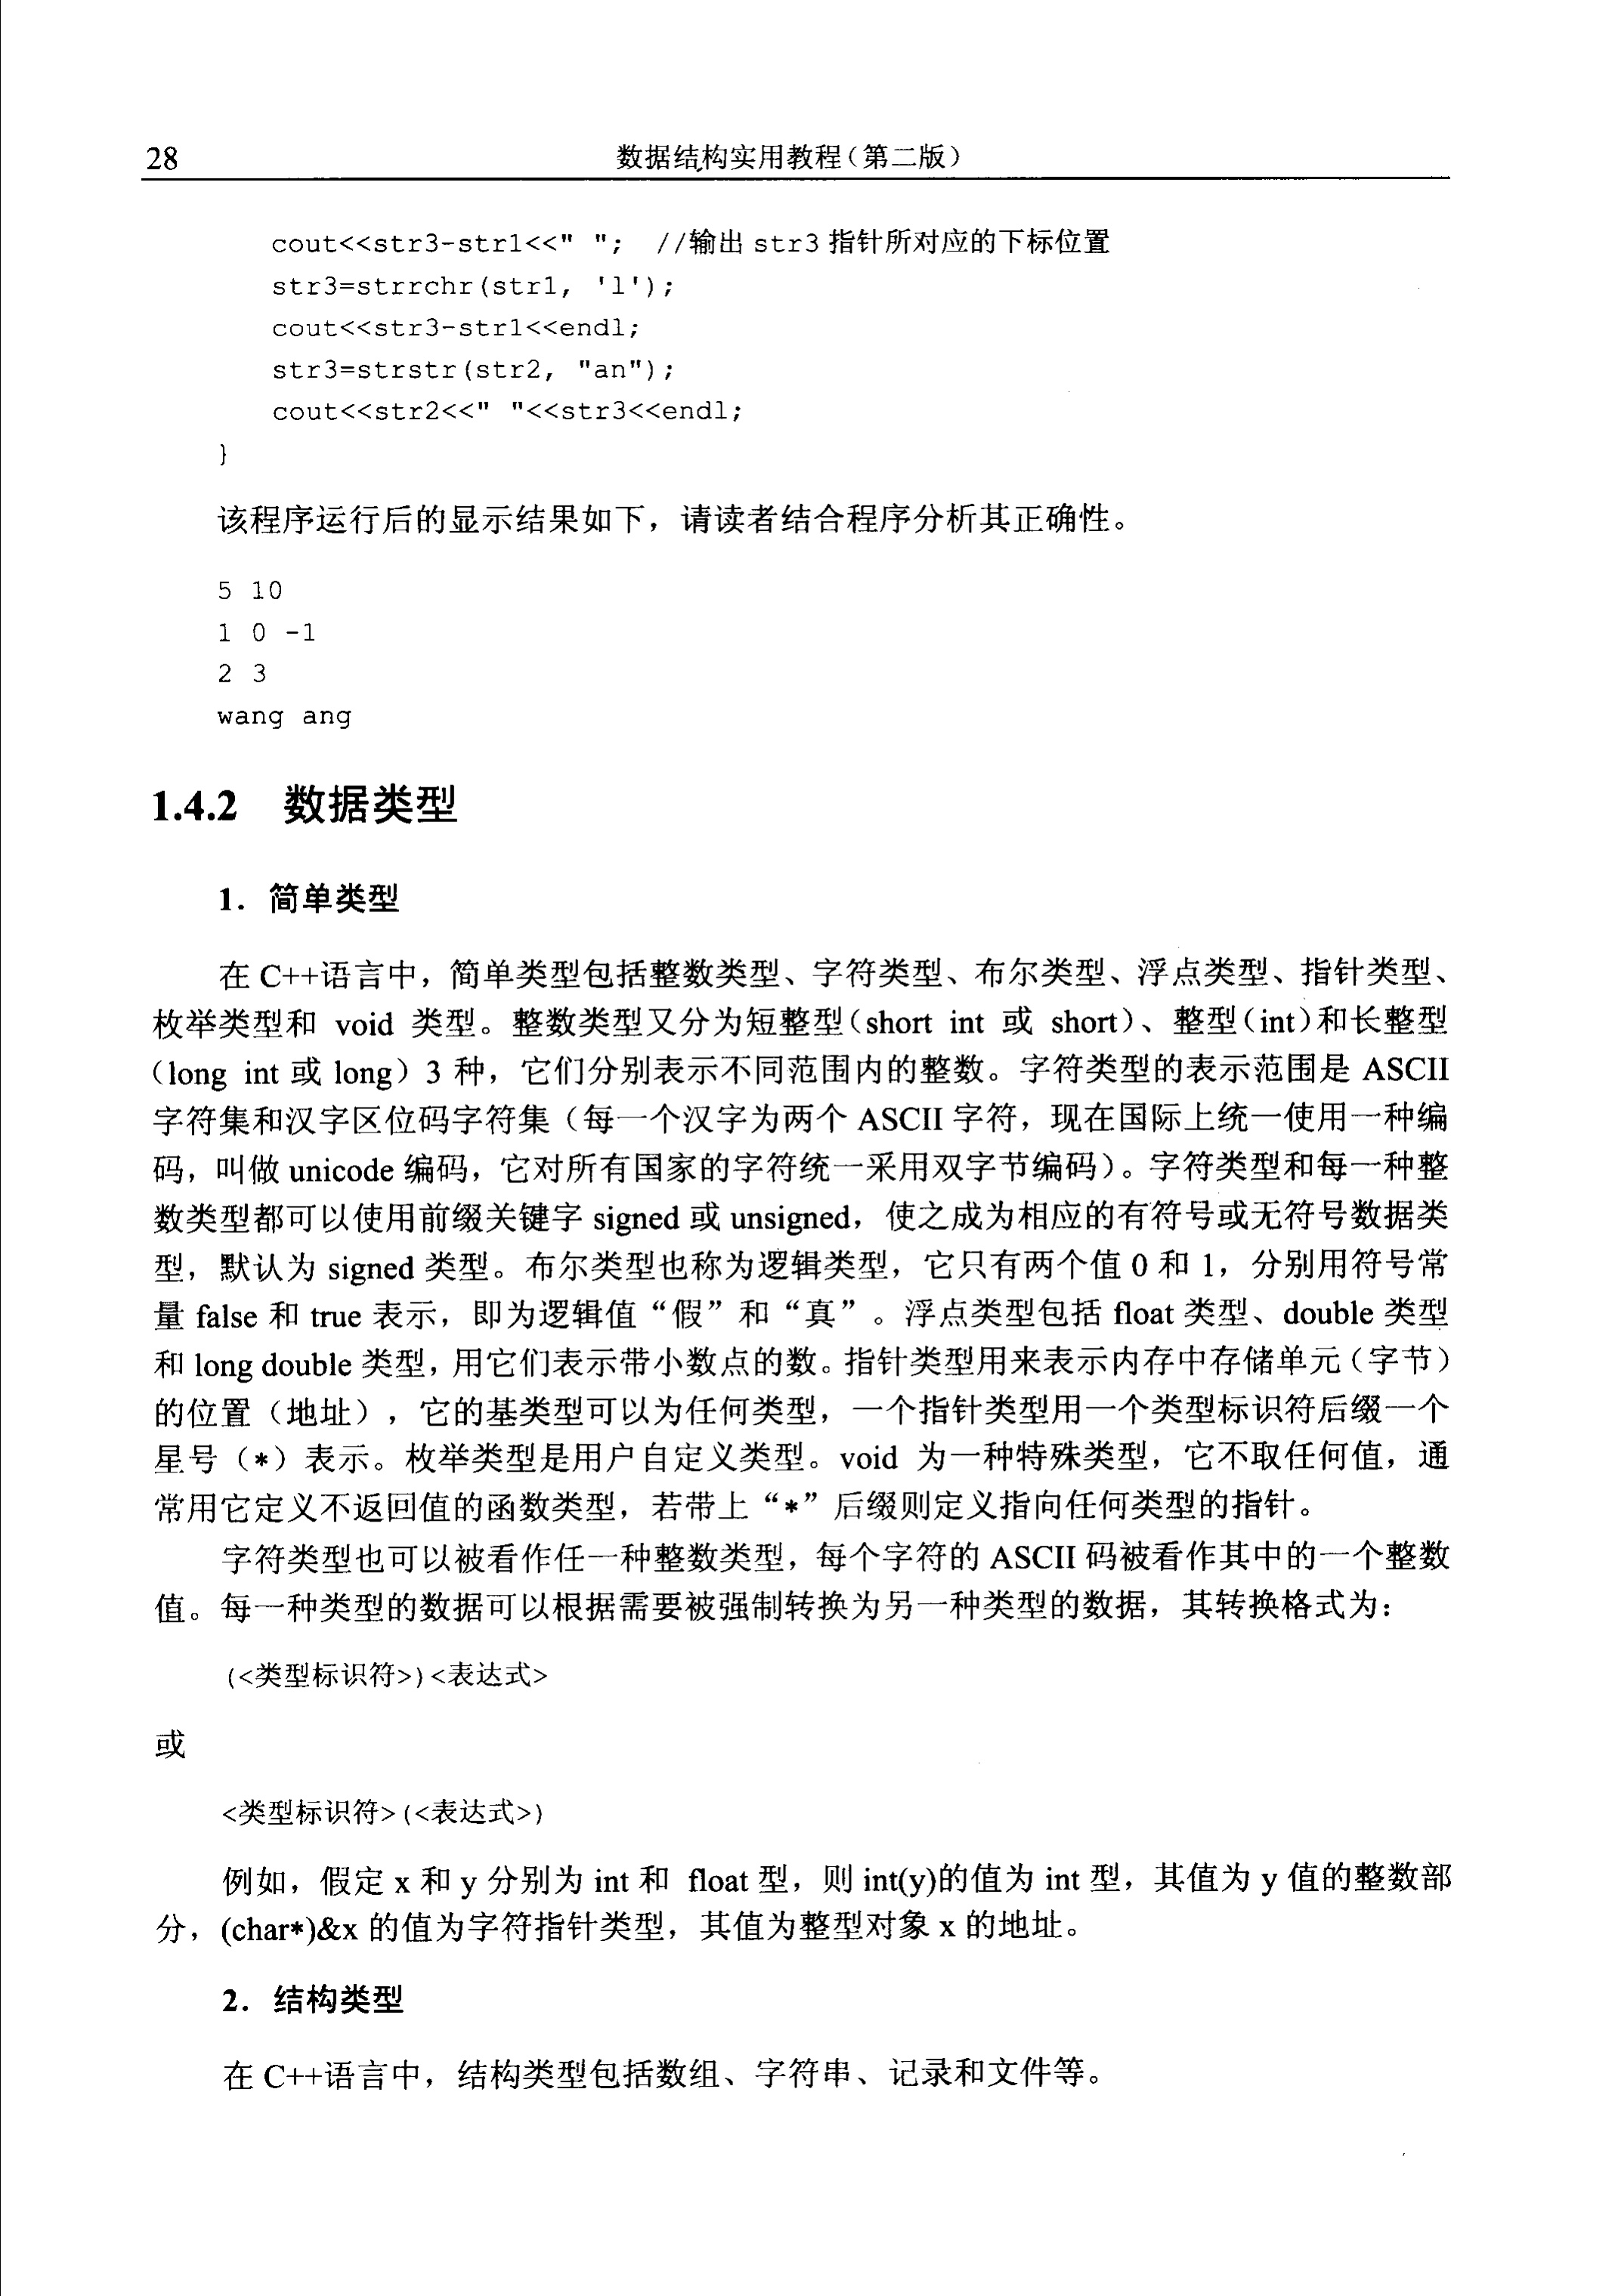 28
数据结构实用教程(第二版)
cout<<str3-str1<<" ";  //输出 str3 指针所对应的下标位置
str3=strrchr(str1, 'l');
cout<<str3-str1<<endl;
str3=strstr(str2, "an");
cout<<str2<<" "<<str3<<endl;
}
该程序运行后的显示结果如下，请读者结合程序分析其正确性。
5 10
1 0 -1
2 3
wang ang
1.4.2 数据类型
1. 简单类型
在 C++语言中，简单类型包括整数类型、字符类型、布尔类型、浮点类型、指针类型、
枚举类型和 void 类型。整数类型又分为短整型(short int 或 short)、整型(int)和长整型
(long int 或 long) 3 种，它们分别表示不同范围内的整数。字符类型的表示范围是 ASCII
字符集和汉字区位码字符集（每一个汉字为两个 ASCII 字符，现在国际上统一使用一种编
码，叫做 unicode 编码，它对所有国家的字符统一采用双字节编码）。字符类型和每一种整
数类型都可以使用前缀关键字 signed 或 unsigned，使之成为相应的有符号或无符号数据类
型，默认为 signed 类型。布尔类型也称为逻辑类型，它只有两个值 0 和 1，分别用符号常
量 false 和 true 表示，即为逻辑值“假”和“真”。浮点类型包括 float 类型、double 类型
和 long double 类型，用它们表示带小数点的数。指针类型用来表示内存中存储单元（字节）
的位置（地址），它的基类型可以为任何类型，一个指针类型用一个类型标识符后缀一个
星号（*）表示。枚举类型是用户自定义类型。void 为一种特殊类型，它不取任何值，通
常用它定义不返回值的函数类型，若带上“*”后缀则定义指向任何类型的指针。
字符类型也可以被看作任一种整数类型，每个字符的 ASCII 码被看作其中的一个整数
值。每一种类型的数据可以根据需要被强制转换为另一种类型的数据，其转换格式为：
(<类型标识符>)<表达式>
或
<类型标识符>(<表达式>)
例如，假定 x 和 y 分别为 int 和 float 型，则 int(y)的值为 int 型，其值为 y 值的整数部
分，(char*)&x 的值为字符指针类型，其值为整型对象 x 的地址。
2. 结构类型
在 C++语言中，结构类型包括数组、字符串、记录和文件等。